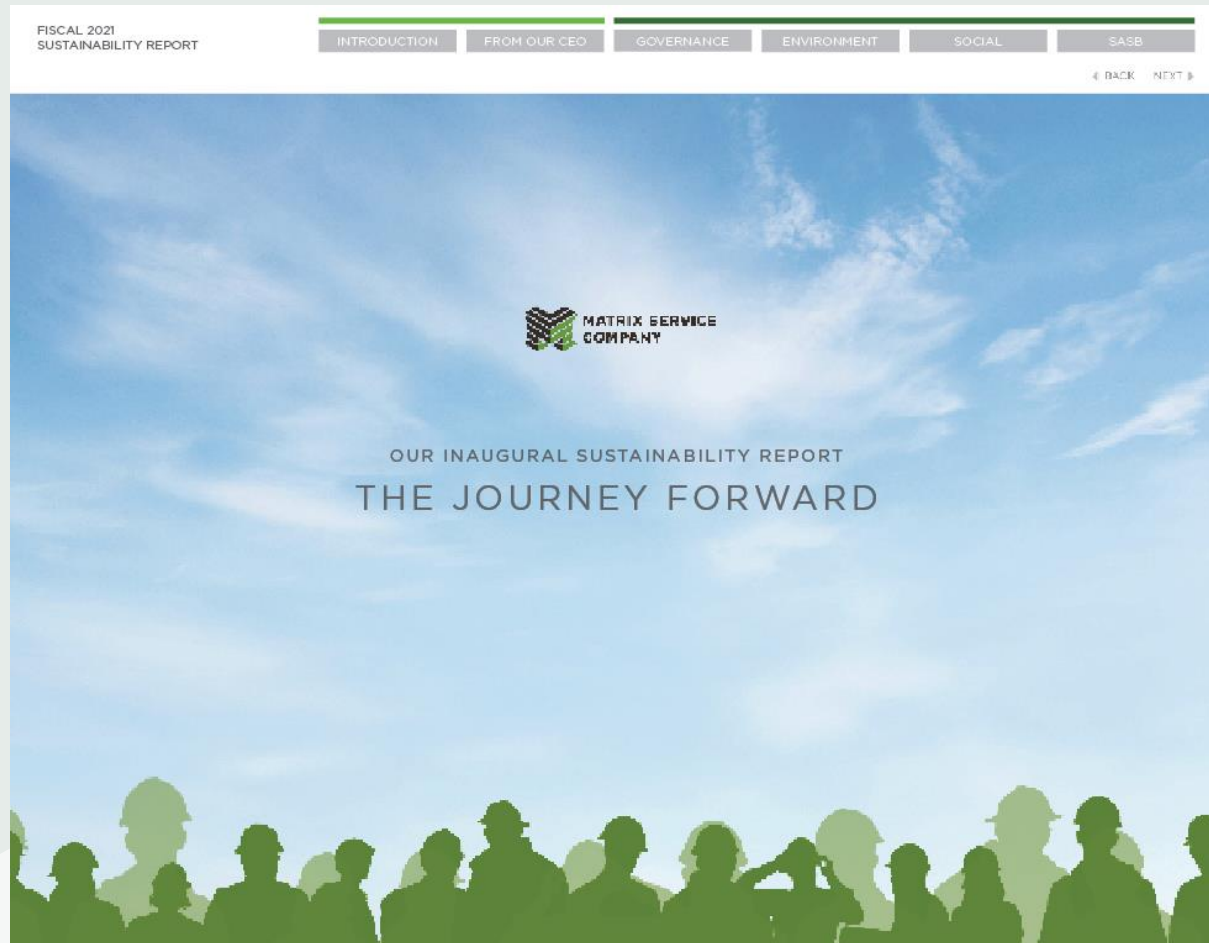 FISCAL 2021
SUSTAINABILITY REPORT
INTRODUCTION
FROM OUR CEO
GOVERNANCE
ENVIRONMENT
SOCIAL
SASB
BACK
NEXT
MATRIX SERVICE
COMPANY
OUR INAUGURAL SUSTAINABILITY REPORT
THE JOURNEY FORWARD